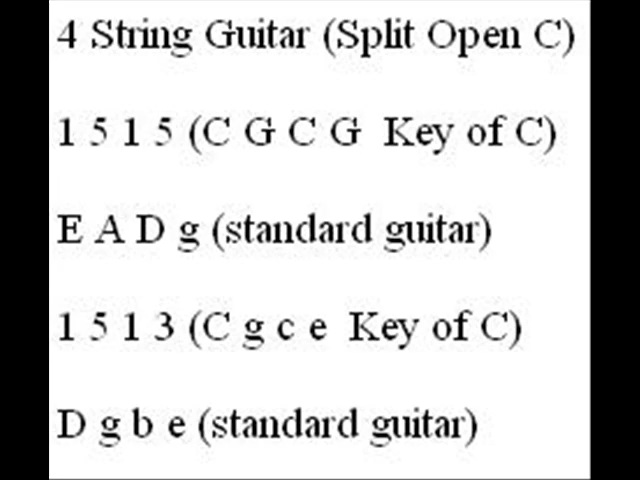 4 String Guitar (Split Open C)
1 5 1 5 (C G C G  Key of C)
E A D g (standard guitar)
1 5 1 3 (C g c e  Key of C)
D g b e (standard guitar)